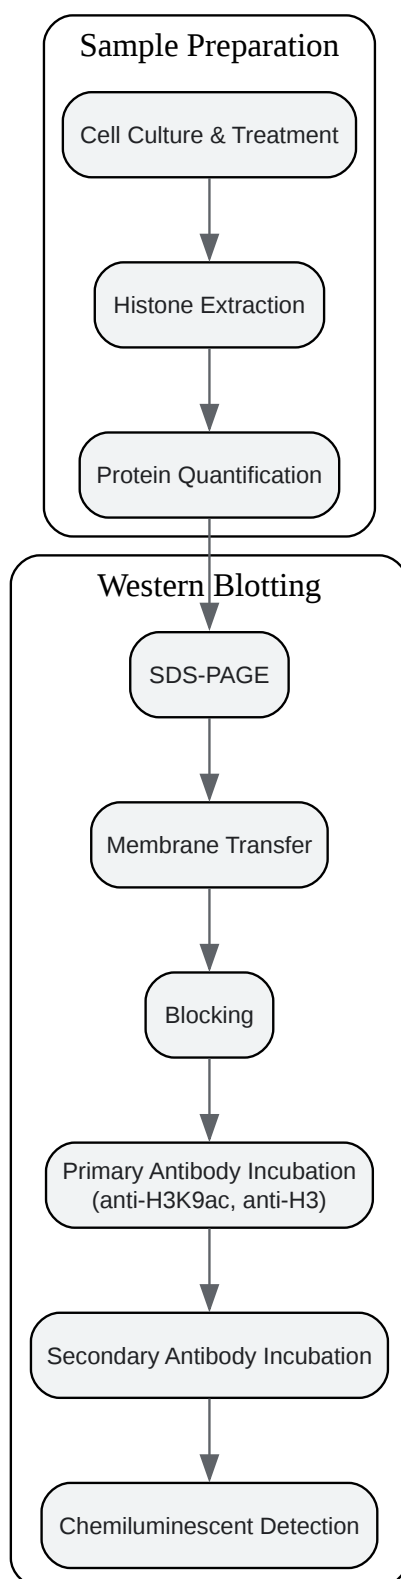 Sample Preparation
Cell Culture & Treatment
Histone Extraction
Protein Quantification
Western Blotting
SDS-PAGE
Membrane Transfer
Blocking
Primary Antibody Incubation
(anti-H3K9ac, anti-H3)
Secondary Antibody Incubation
Chemiluminescent Detection